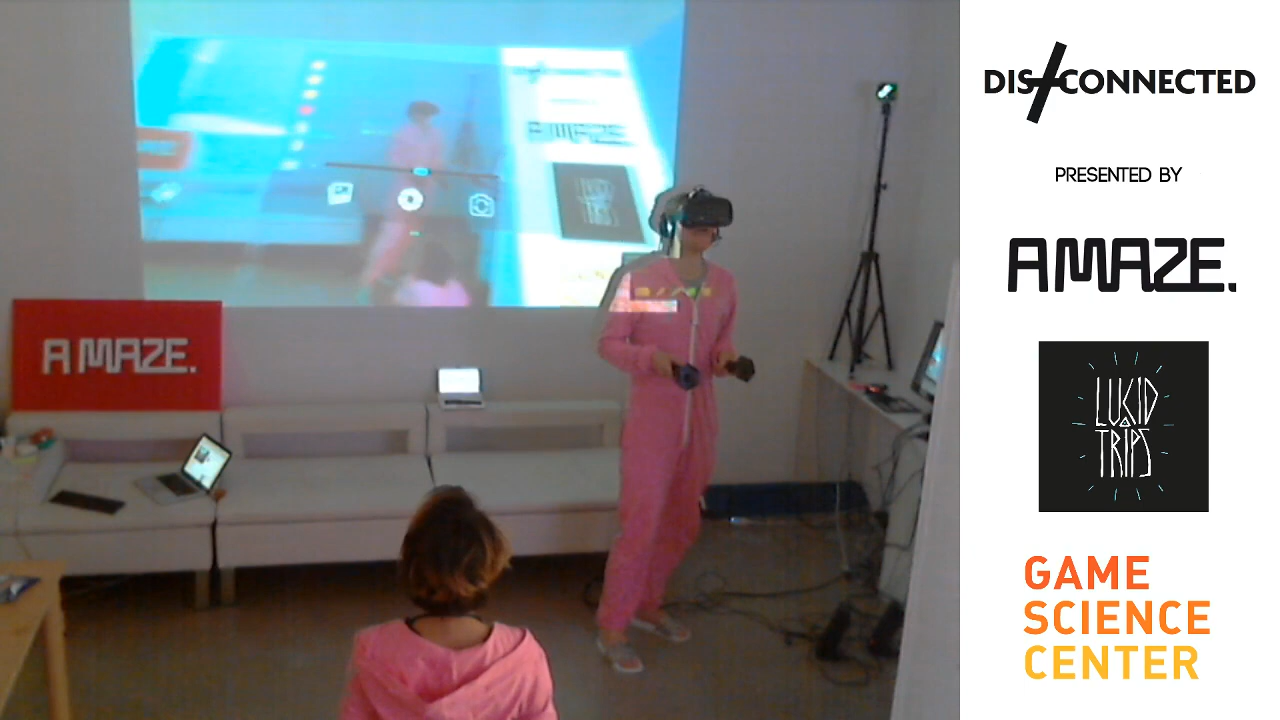 A MAZE.
A MAZE.
DIS/CONNECTED
PRESENTED BY
A MAZE.
LUCID
TRIPS
GAME
SCIENCE
CENTER